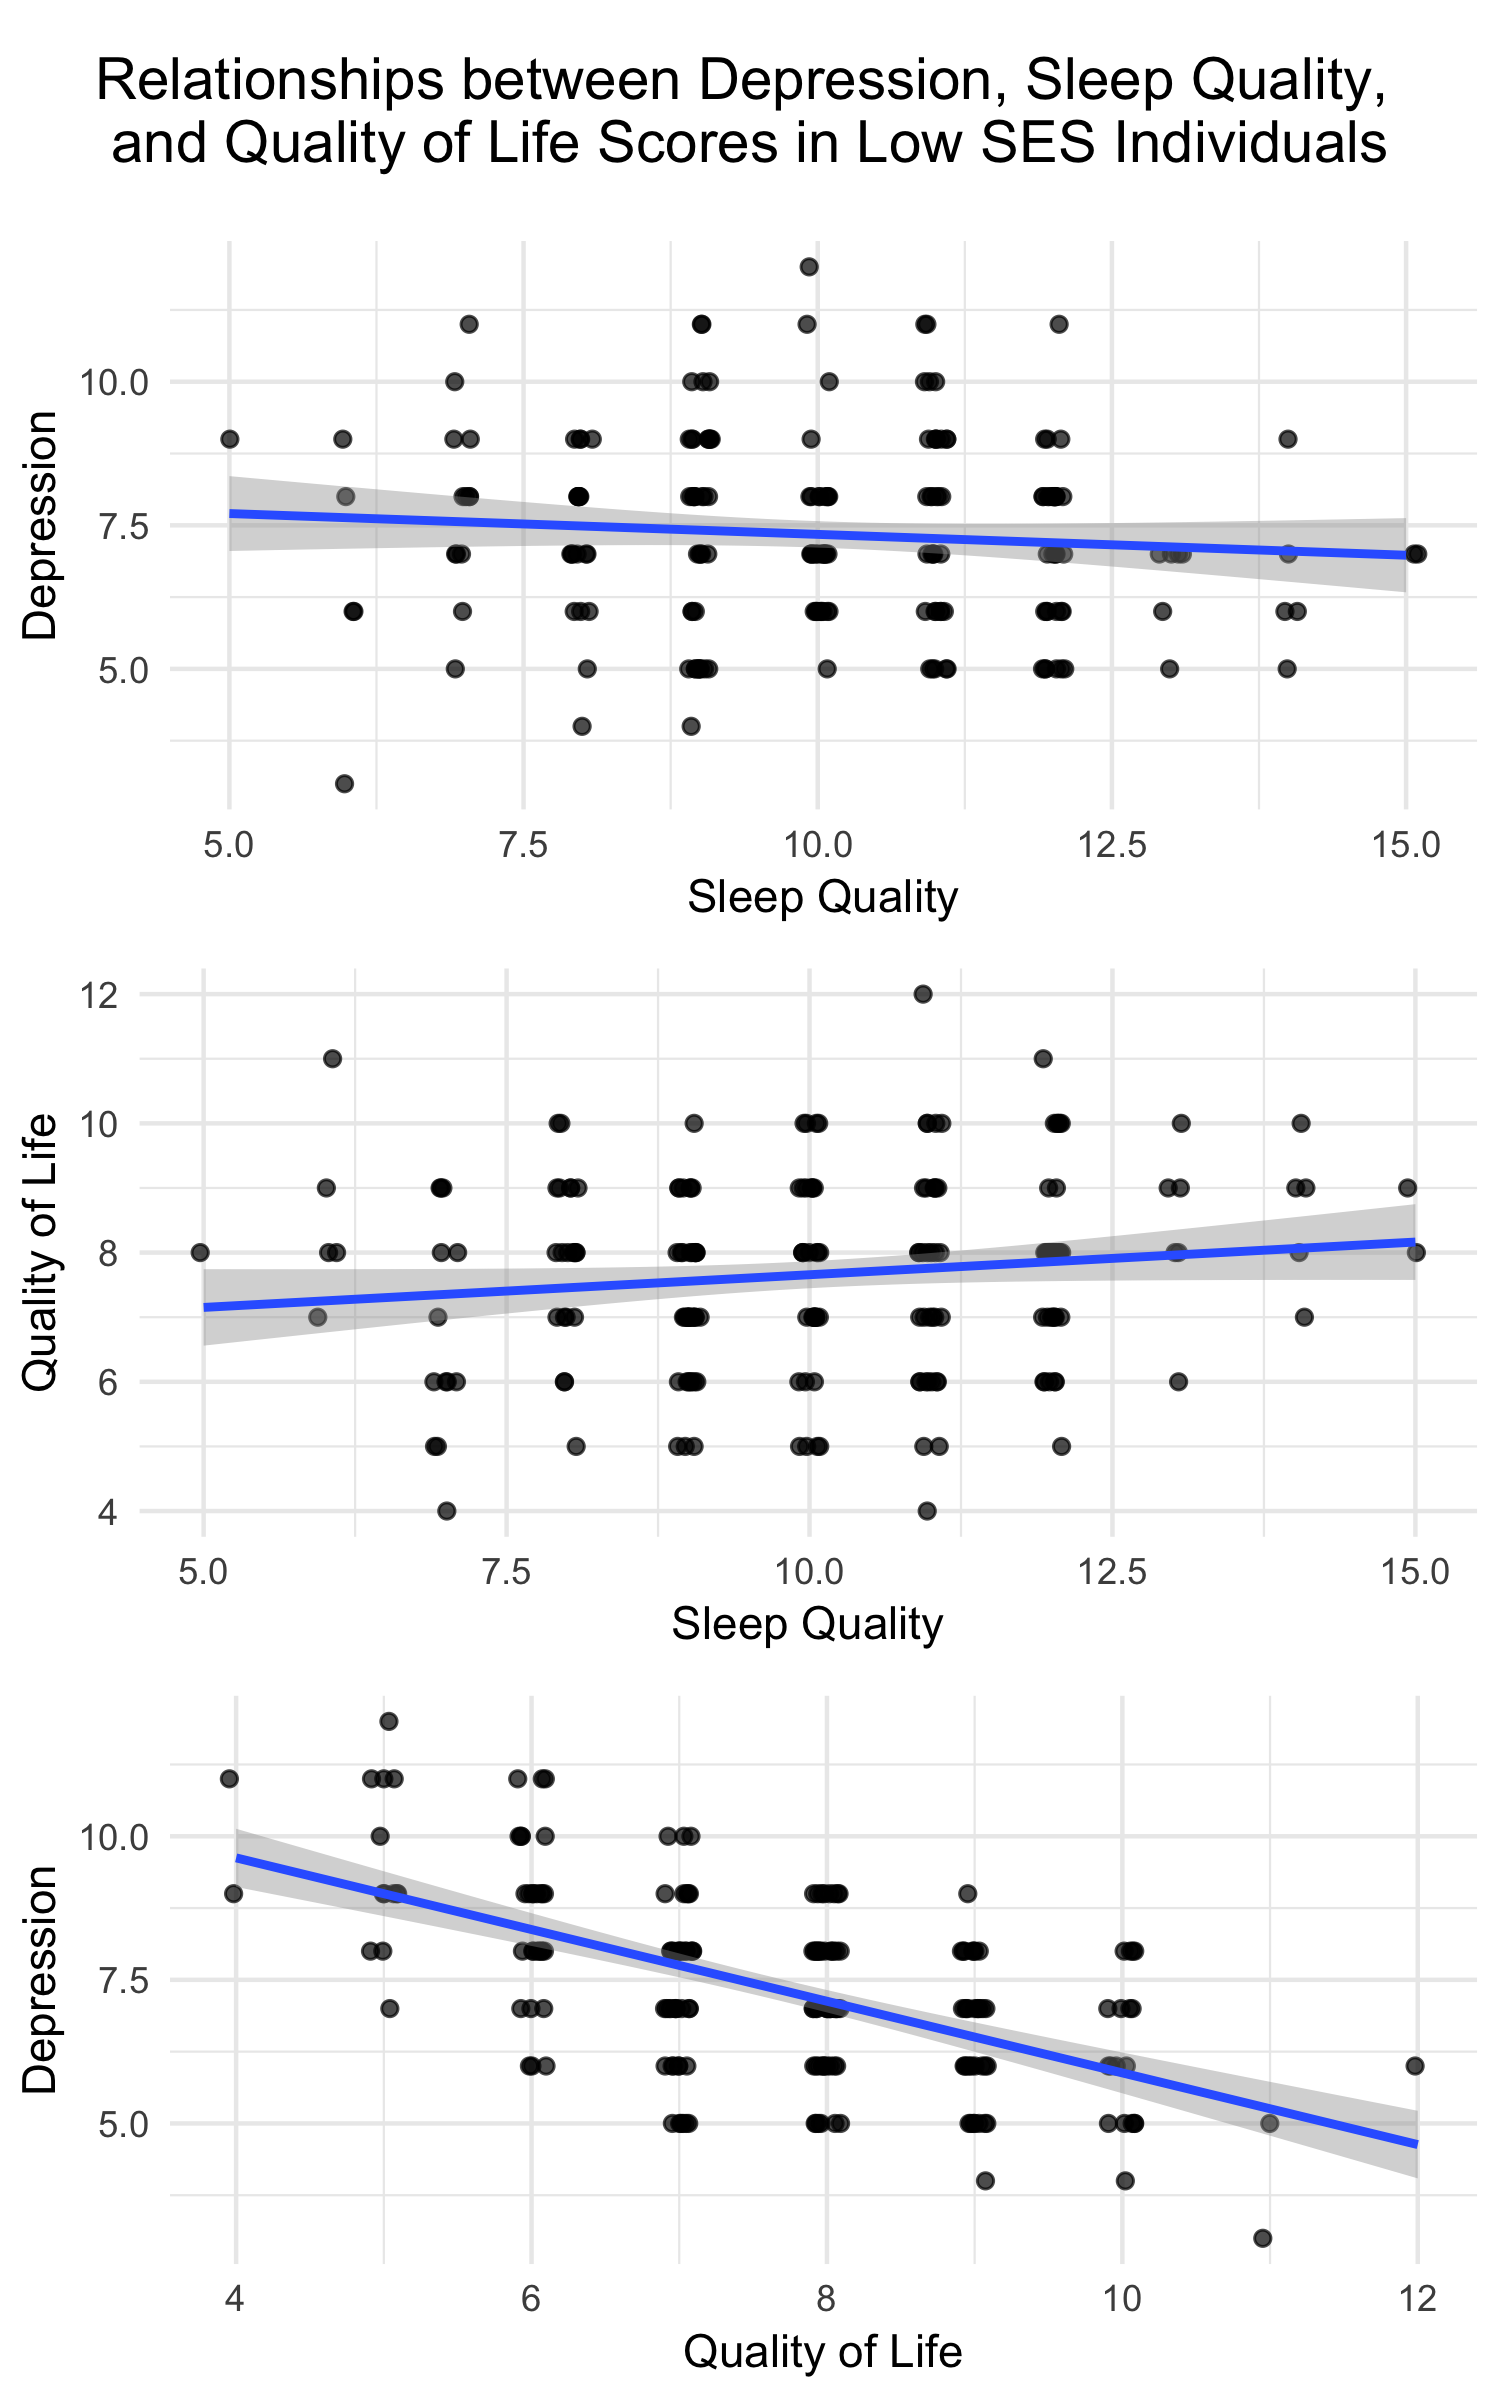 Relationships between Depression, Sleep Quality,
and Quality of Life Scores in Low SES Individuals
Depression
10.0
7.5
5.0
5.0 7.5 10.0 12.5 15.0
Sleep Quality
Quality of Life
12
10
8
6
4
5.0 7.5 10.0 12.5 15.0
Sleep Quality
Depression
10.0
7.5
5.0
4 6 8 10 12
Quality of Life